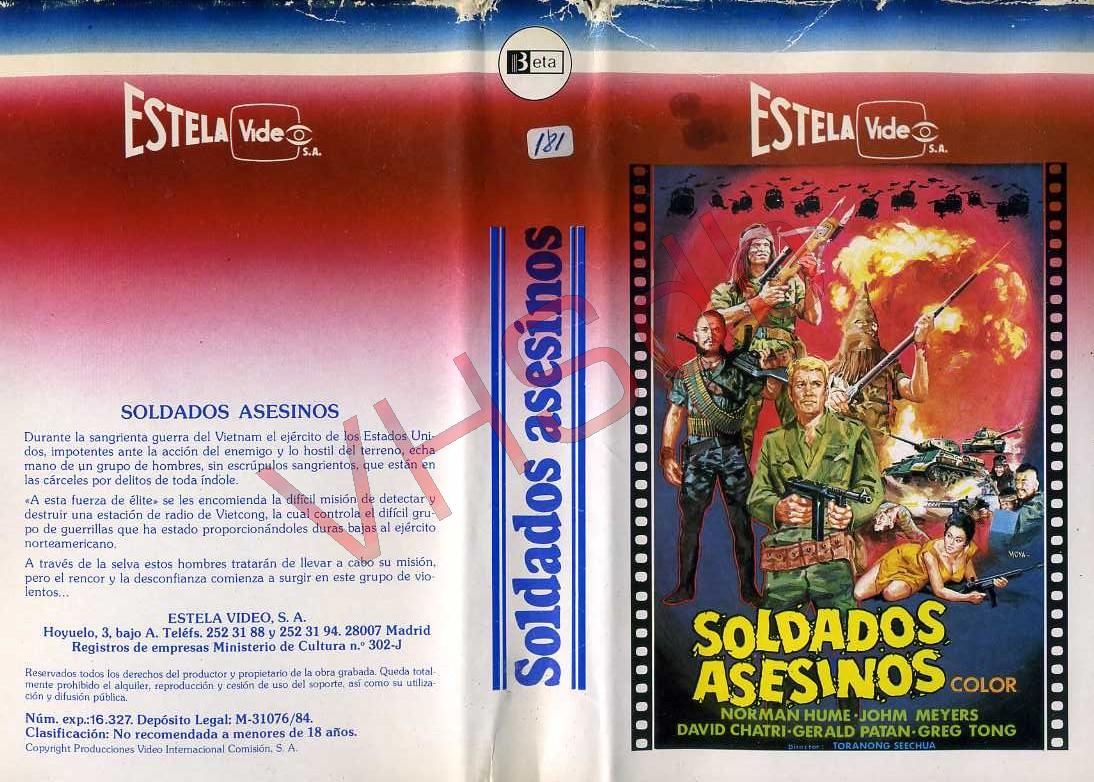 ESTELA Video S.A.
SOLDADOS ASESINOS
Durante la sangrienta guerra del Vietnam el ejército de los Estados Uni-
dos, impotentes ante la acción del enemigo y lo hostil del terreno, echa
mano de un grupo de hombres, sin escrúpulos sangrientos, que están en
las cárceles por delitos de toda índole.
«A esta fuerza de élite» se les encomienda la difícil misión de detectar y
destruir una estación de radio de Vietcong, la cual controla el difícil gru-
po de guerrillas que ha estado proporcionándoles duras bajas al ejército
norteamericano.
A través de la selva estos hombres tratarán de llevar a cabo su misión,
pero el rencor y la desconfianza comienza a surgir en este grupo de vio-
lentos...
ESTELA VIDEO, S. A.
Hoyuelo, 3, bajo A. Teléfs. 252 31 88 y 252 31 94. 28007 Madrid
Registros de empresas Ministerio de Cultura n.º 302-J
Reservados todos los derechos del productor y propietario de la obra grabada. Queda total-
mente prohibido el alquiler, reproducción y cesión de uso del soporte, así como su utiliza-
ción y difusión pública.
Núm. exp.:16.327. Depósito Legal: M-31076/84.
Clasificación: No recomendada a menores de 18 años.
Copyright Producciones Video Internacional Comisión, S. A.
Beta
181
Soldados asesinos
ESTELA Video S.A.
MOYA-
SOLDADOS
ASESINOS COLOR
NORMAN HUME · JOHM MEYERS
DAVID CHATRI · GERALD PATAN · GREG TONG
Director: TORANONG SEECHUA